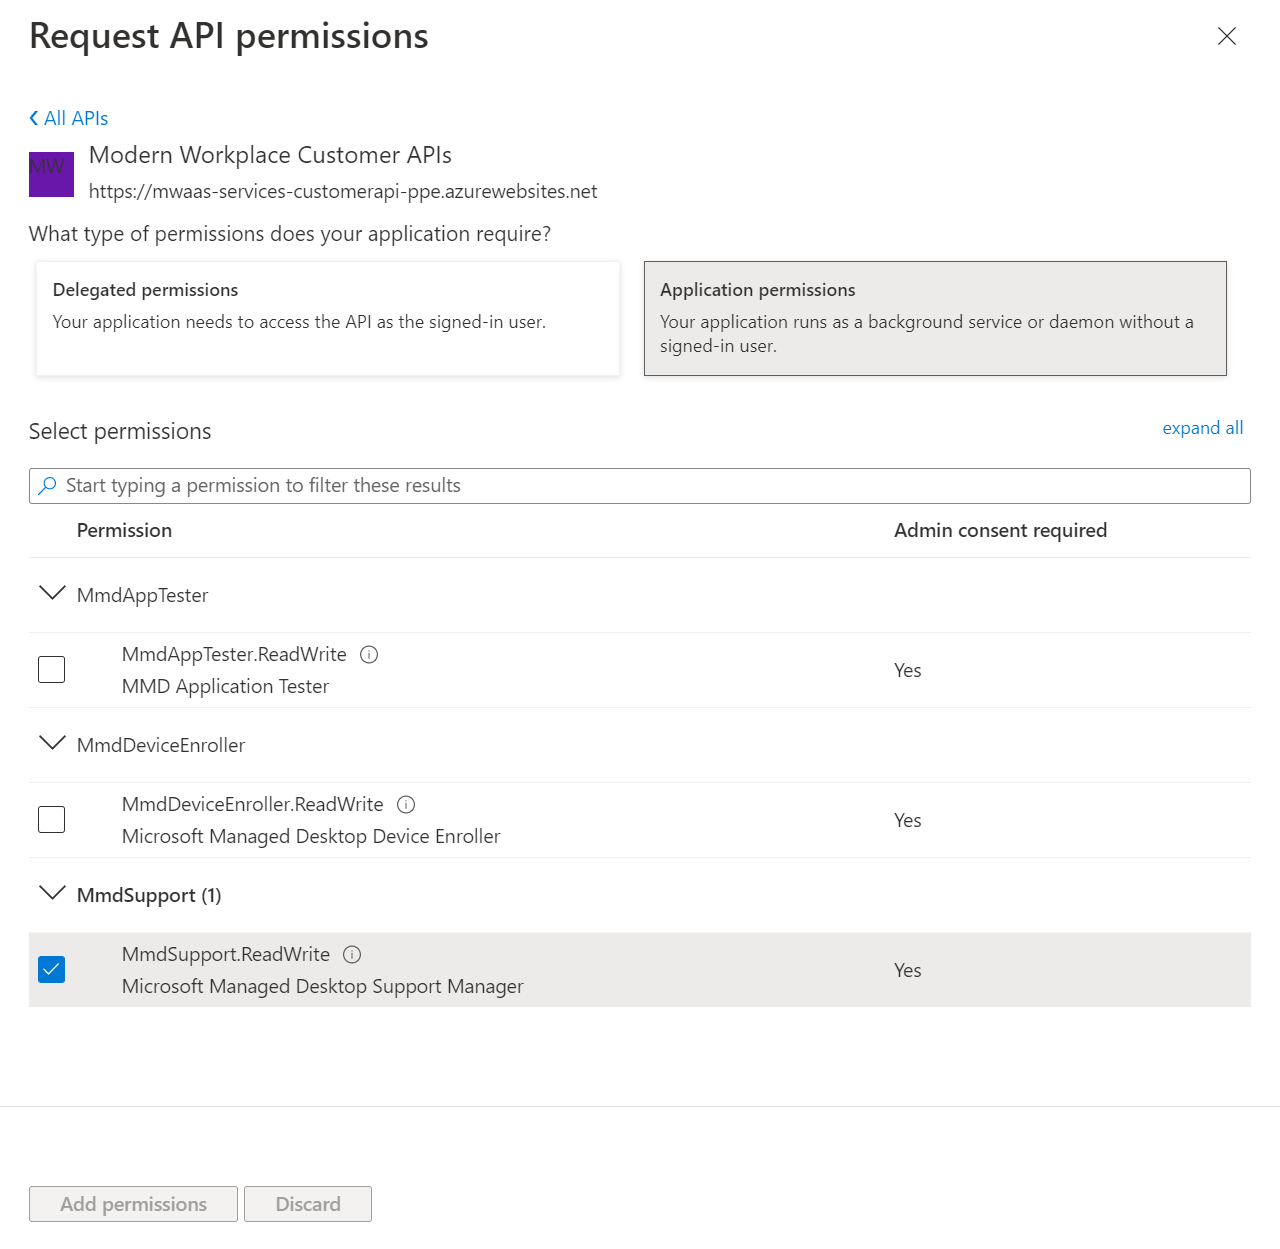 Request API permissions
All APIs
MW
Modern Workplace Customer APIs
https://mwaas-services-customerapi-ppe.azurewebsites.net
What type of permissions does your application require?
Delegated permissions
Your application needs to access the API as the signed-in user.
Application permissions
Your application runs as a background service or daemon without a
signed-in user.
Select permissions
expand all
Start typing a permission to filter these results
Permission
Admin consent required
MmdAppTester
MmdAppTester.ReadWrite
MMD Application Tester
Yes
MmdDeviceEnroller
MmdDeviceEnroller.ReadWrite
Microsoft Managed Desktop Device Enroller
Yes
MmdSupport (1)
MmdSupport.ReadWrite
Microsoft Managed Desktop Support Manager
Yes
Add permissions
Discard